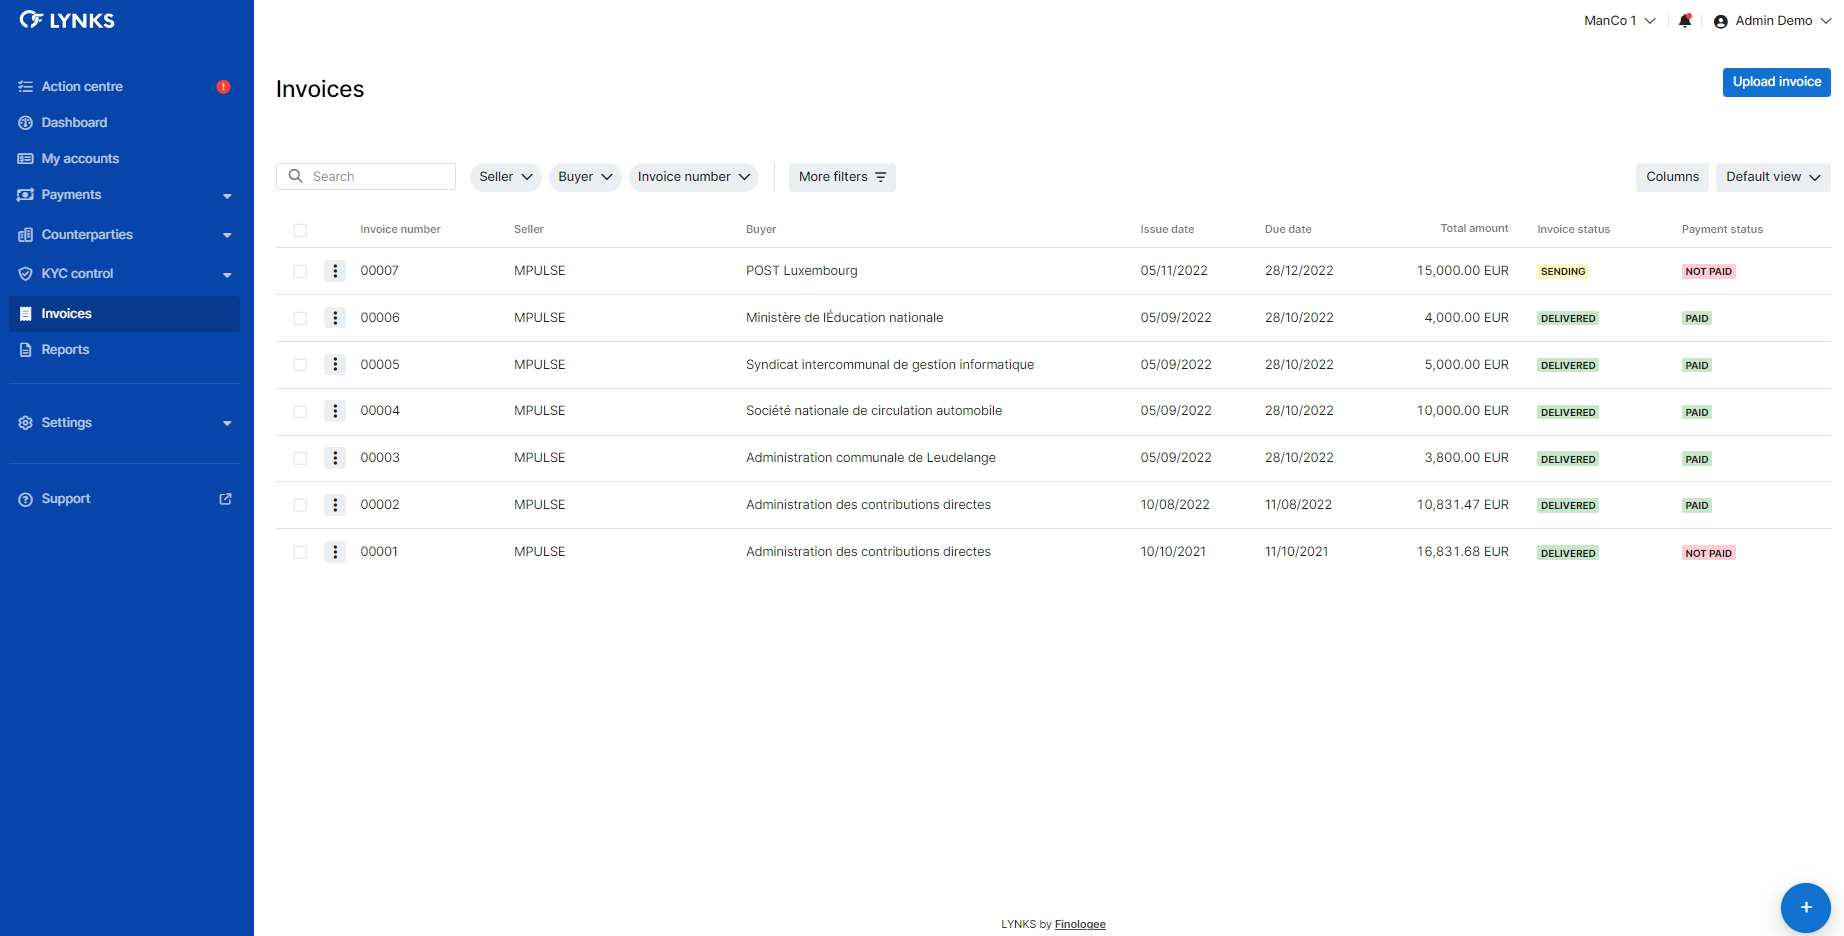 LYNKS
ManCo 1
Admin Demo
Action centre
Dashboard
My accounts
Payments
Counterparties
KYC control
Invoices
Reports
Settings
Support
Invoices
Upload invoice
Search
Seller
Buyer
Invoice number
More filters
Columns
Default view
Invoice number Seller Buyer Issue date Due date Total amount Invoice status Payment status
00007 MPULSE POST Luxembourg 05/11/2022 28/12/2022 15,000.00 EUR SENDING NOT PAID
00006 MPULSE Ministère de lÉducation nationale 05/09/2022 28/10/2022 4,000.00 EUR DELIVERED PAID
00005 MPULSE Syndicat intercommunal de gestion informatique 05/09/2022 28/10/2022 5,000.00 EUR DELIVERED PAID
00004 MPULSE Société nationale de circulation automobile 05/09/2022 28/10/2022 10,000.00 EUR DELIVERED PAID
00003 MPULSE Administration communale de Leudelange 05/09/2022 28/10/2022 3,800.00 EUR DELIVERED PAID
00002 MPULSE Administration des contributions directes 10/08/2022 11/08/2022 10,831.47 EUR DELIVERED PAID
00001 MPULSE Administration des contributions directes 10/10/2021 11/10/2021 16,831.68 EUR DELIVERED NOT PAID
LYNKS by Finologee